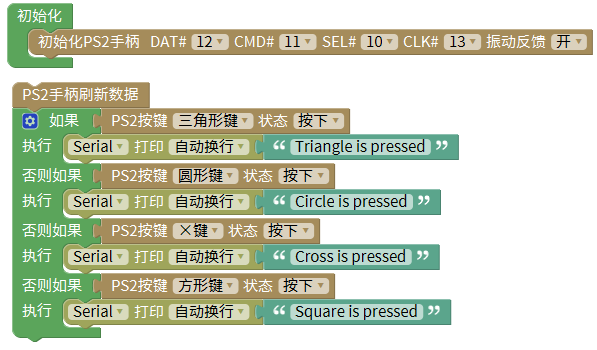 初始化
初始化PS2手柄 DAT# 12 CMD# 11 SEL# 10 CLK# 13 振动反馈 开
PS2手柄刷新数据
如果 PS2按键 三角形键 状态 按下
执行 Serial 打印 自动换行 “ Triangle is pressed ”
否则如果 PS2按键 圆形键 状态 按下
执行 Serial 打印 自动换行 “ Circle is pressed ”
否则如果 PS2按键 ×键 状态 按下
执行 Serial 打印 自动换行 “ Cross is pressed ”
否则如果 PS2按键 方形键 状态 按下
执行 Serial 打印 自动换行 “ Square is pressed ”